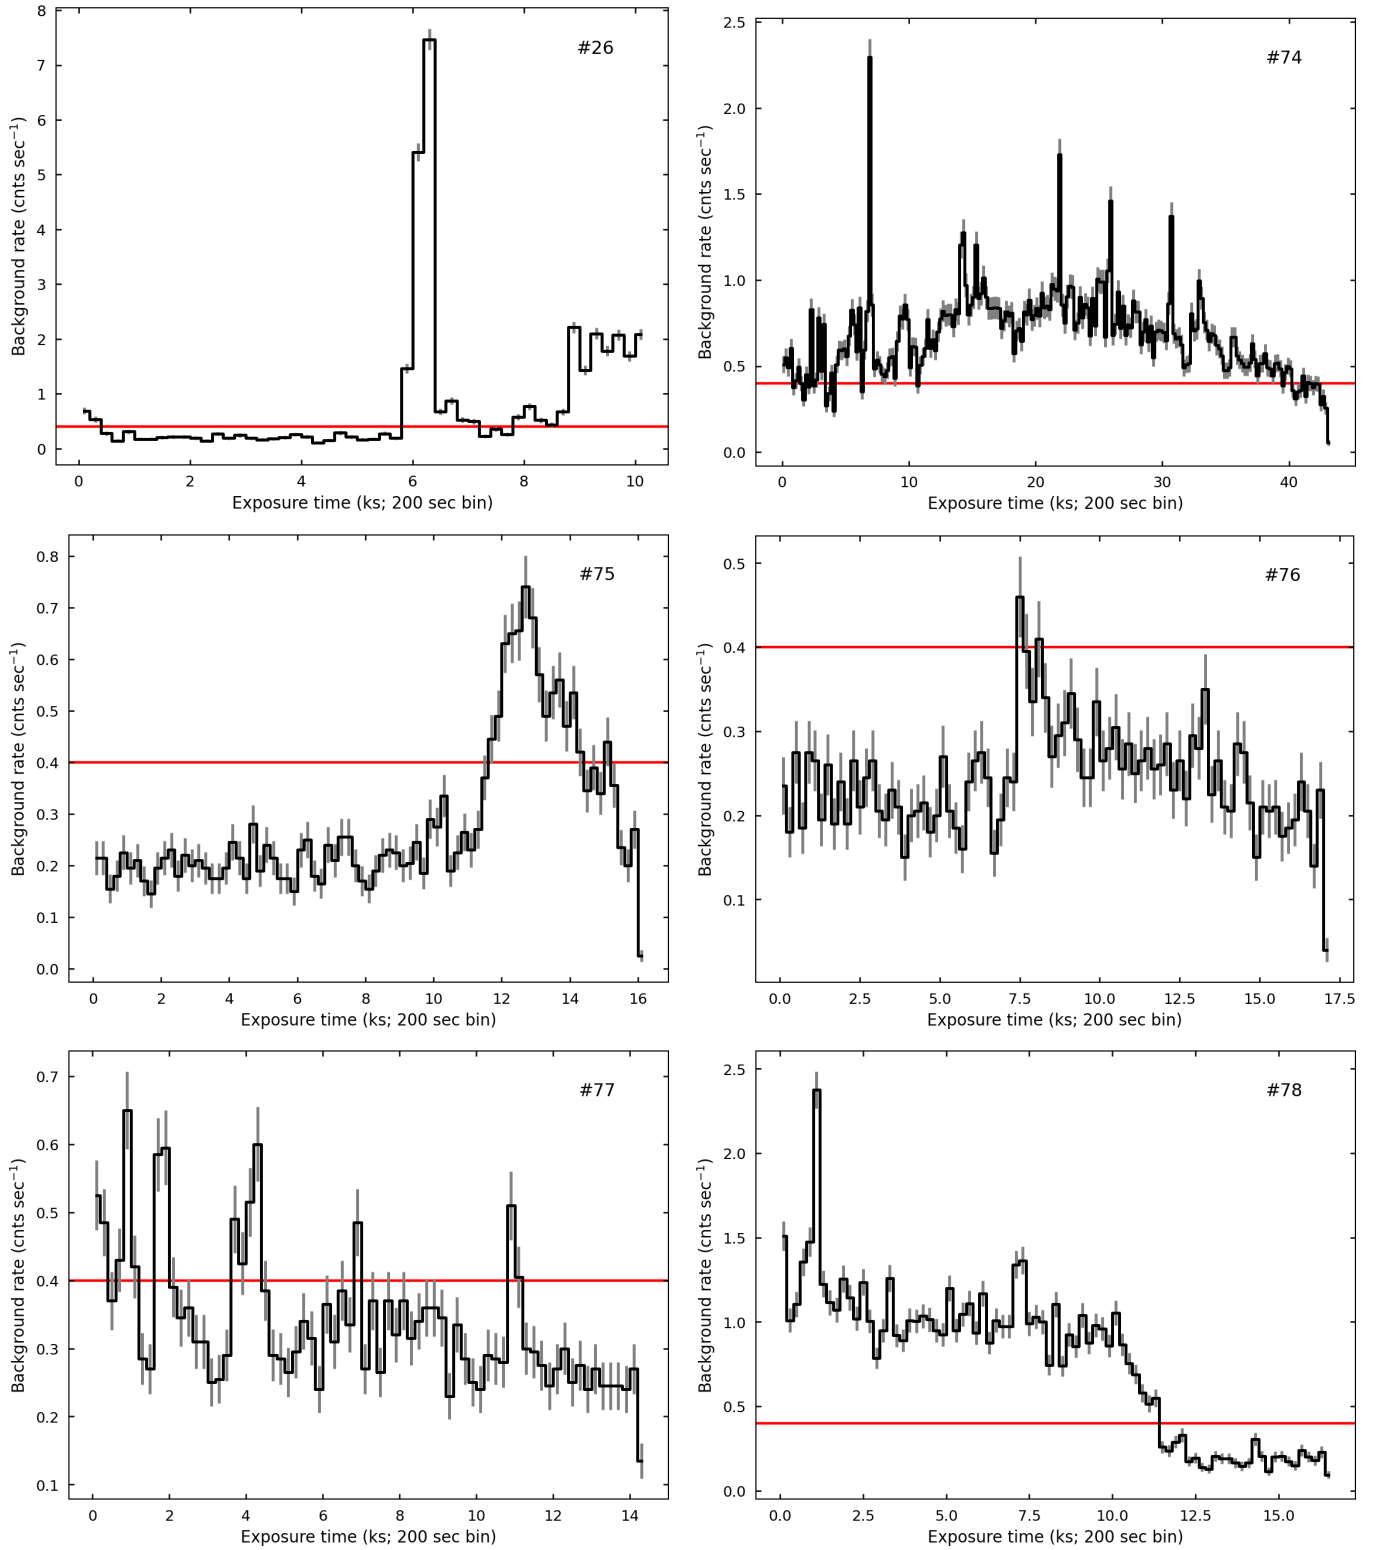 #26
Background rate (cnts sec⁻¹)
8
7
6
5
4
3
2
1
0
0 2 4 6 8 10
Exposure time (ks; 200 sec bin)
#74
Background rate (cnts sec⁻¹)
2.5
2.0
1.5
1.0
0.5
0.0
0 10 20 30 40
Exposure time (ks; 200 sec bin)
#75
Background rate (cnts sec⁻¹)
0.8
0.7
0.6
0.5
0.4
0.3
0.2
0.1
0.0
0 2 4 6 8 10 12 14 16
Exposure time (ks; 200 sec bin)
#76
Background rate (cnts sec⁻¹)
0.5
0.4
0.3
0.2
0.1
0.0 2.5 5.0 7.5 10.0 12.5 15.0 17.5
Exposure time (ks; 200 sec bin)
#77
Background rate (cnts sec⁻¹)
0.7
0.6
0.5
0.4
0.3
0.2
0.1
0 2 4 6 8 10 12 14
Exposure time (ks; 200 sec bin)
#78
Background rate (cnts sec⁻¹)
2.5
2.0
1.5
1.0
0.5
0.0
0.0 2.5 5.0 7.5 10.0 12.5 15.0
Exposure time (ks; 200 sec bin)